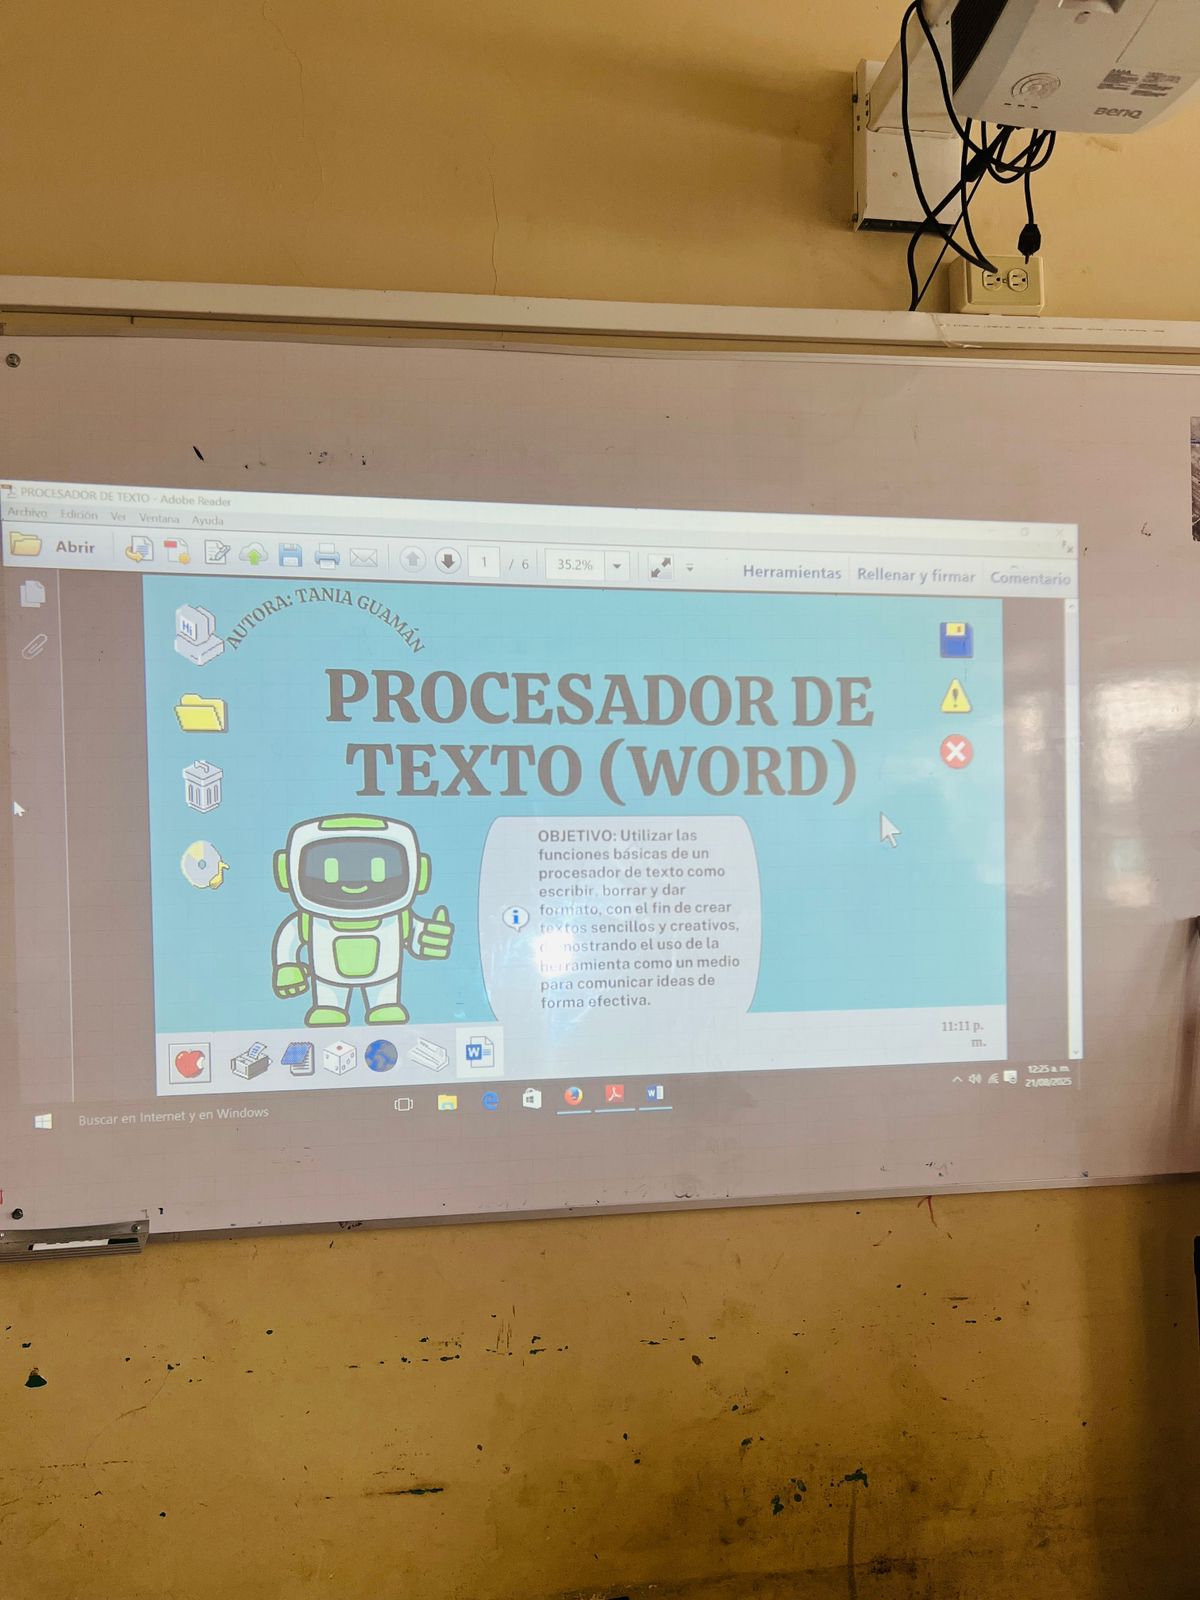 BenQ
PROCESADOR DE TEXTO - Adobe Reader
Archivo Edición Ver Ventana Ayuda
Abrir
1 / 6
35.2%
Herramientas Rellenar y firmar Comentario
Hi
AUTORA: TANIA GUAMÁN
PROCESADOR DE
TEXTO (WORD)
OBJETIVO: Utilizar las
funciones básicas de un
procesador de texto como
escribir, borrar y dar
formato, con el fin de crear
textos sencillos y creativos,
demostrando el uso de la
herramienta como un medio
para comunicar ideas de
forma efectiva.
W
11:11 p.
m.
12:25 a. m.
21/08/2025
Buscar en Internet y en Windows